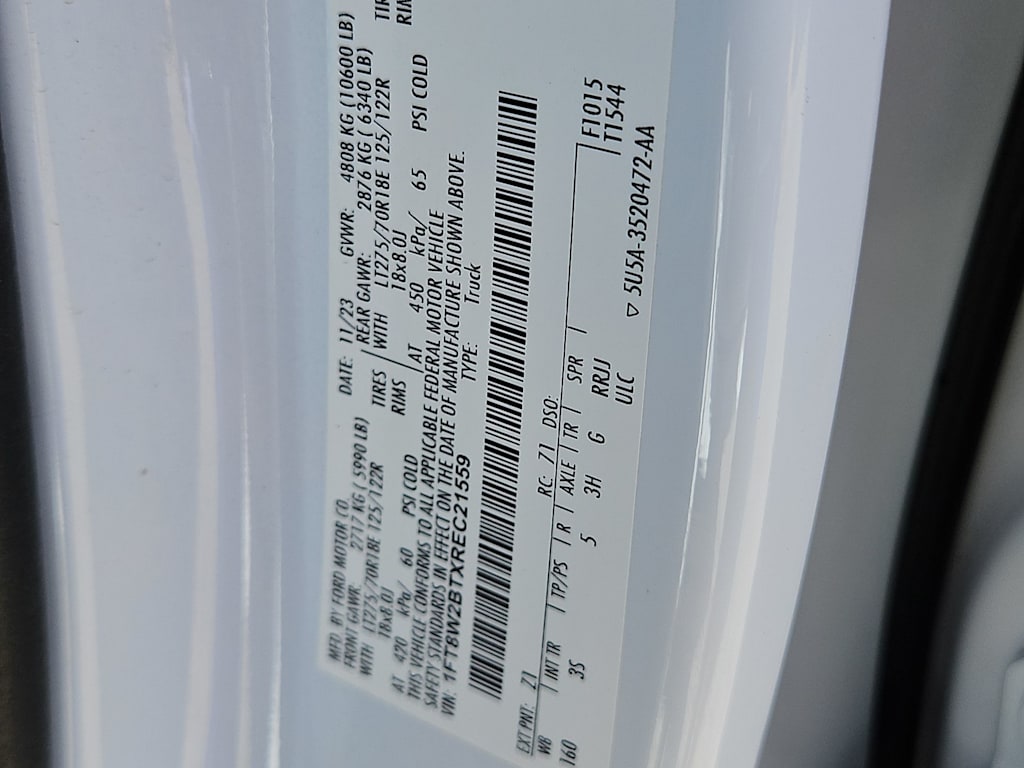 MFD BY FORD MOTOR CO. DATE: 11/23 GVWR: 4808 KG (10600 LB)
FRONT GAWR: 2717 KG (5990 LB) REAR GAWR: 2876 KG (6340 LB)
WITH LT275/70R18E 125/122R TIRES WITH LT275/70R18E 125/122R TIR
18x8.0J RIMS 18x8.0J RIM
AT 420 kPa/ 60 PSI COLD AT 450 kPa/ 65 PSI COLD
THIS VEHICLE CONFORMS TO ALL APPLICABLE FEDERAL MOTOR VEHICLE
SAFETY STANDARDS IN EFFECT ON THE DATE OF MANUFACTURE SHOWN ABOVE.
VIN: 1FT8W2BTXREC21559 TYPE: Truck
EXT PNT: Z1 RC: 71 DSO:
WB INT TR TP/PS R AXLE TR SPR F1015
160 3S 5 3H G RRJJ T1544
ULC ▽ 5U5A-3520472-AA